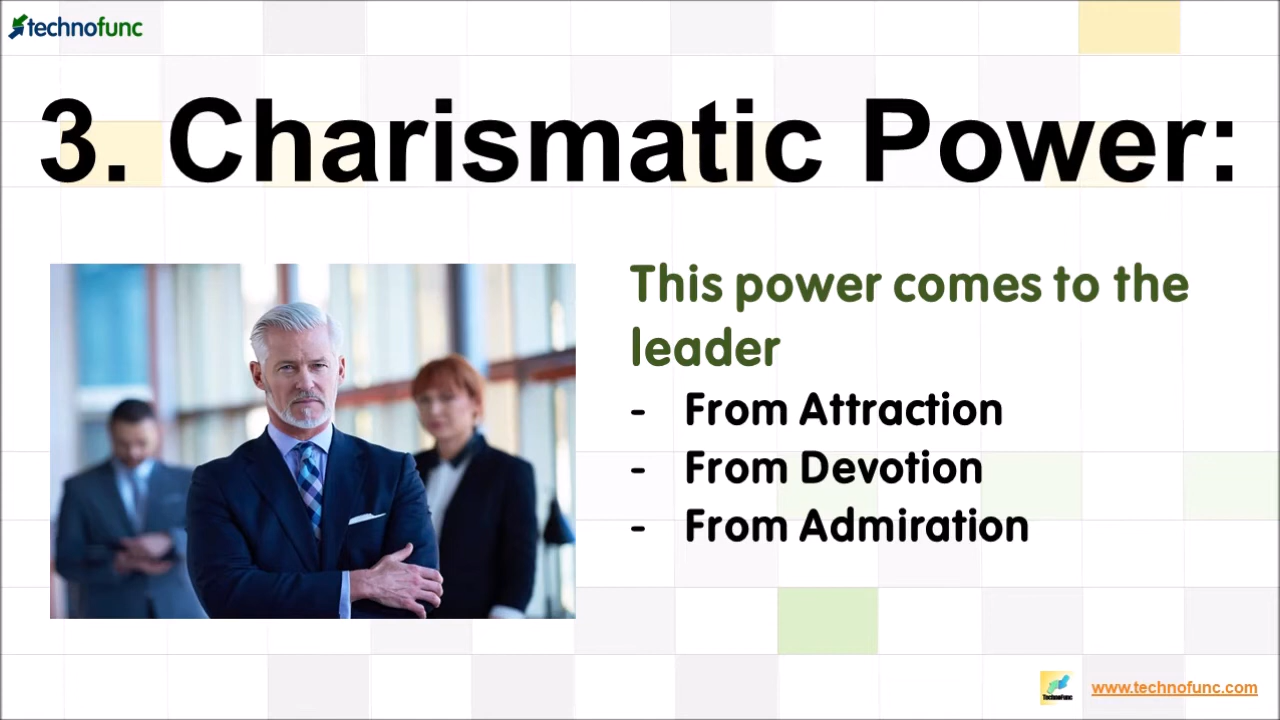 technofunc
3. Charismatic Power:
This power comes to the
leader
- From Attraction
- From Devotion
- From Admiration
TechnoFunc
www.technofunc.com